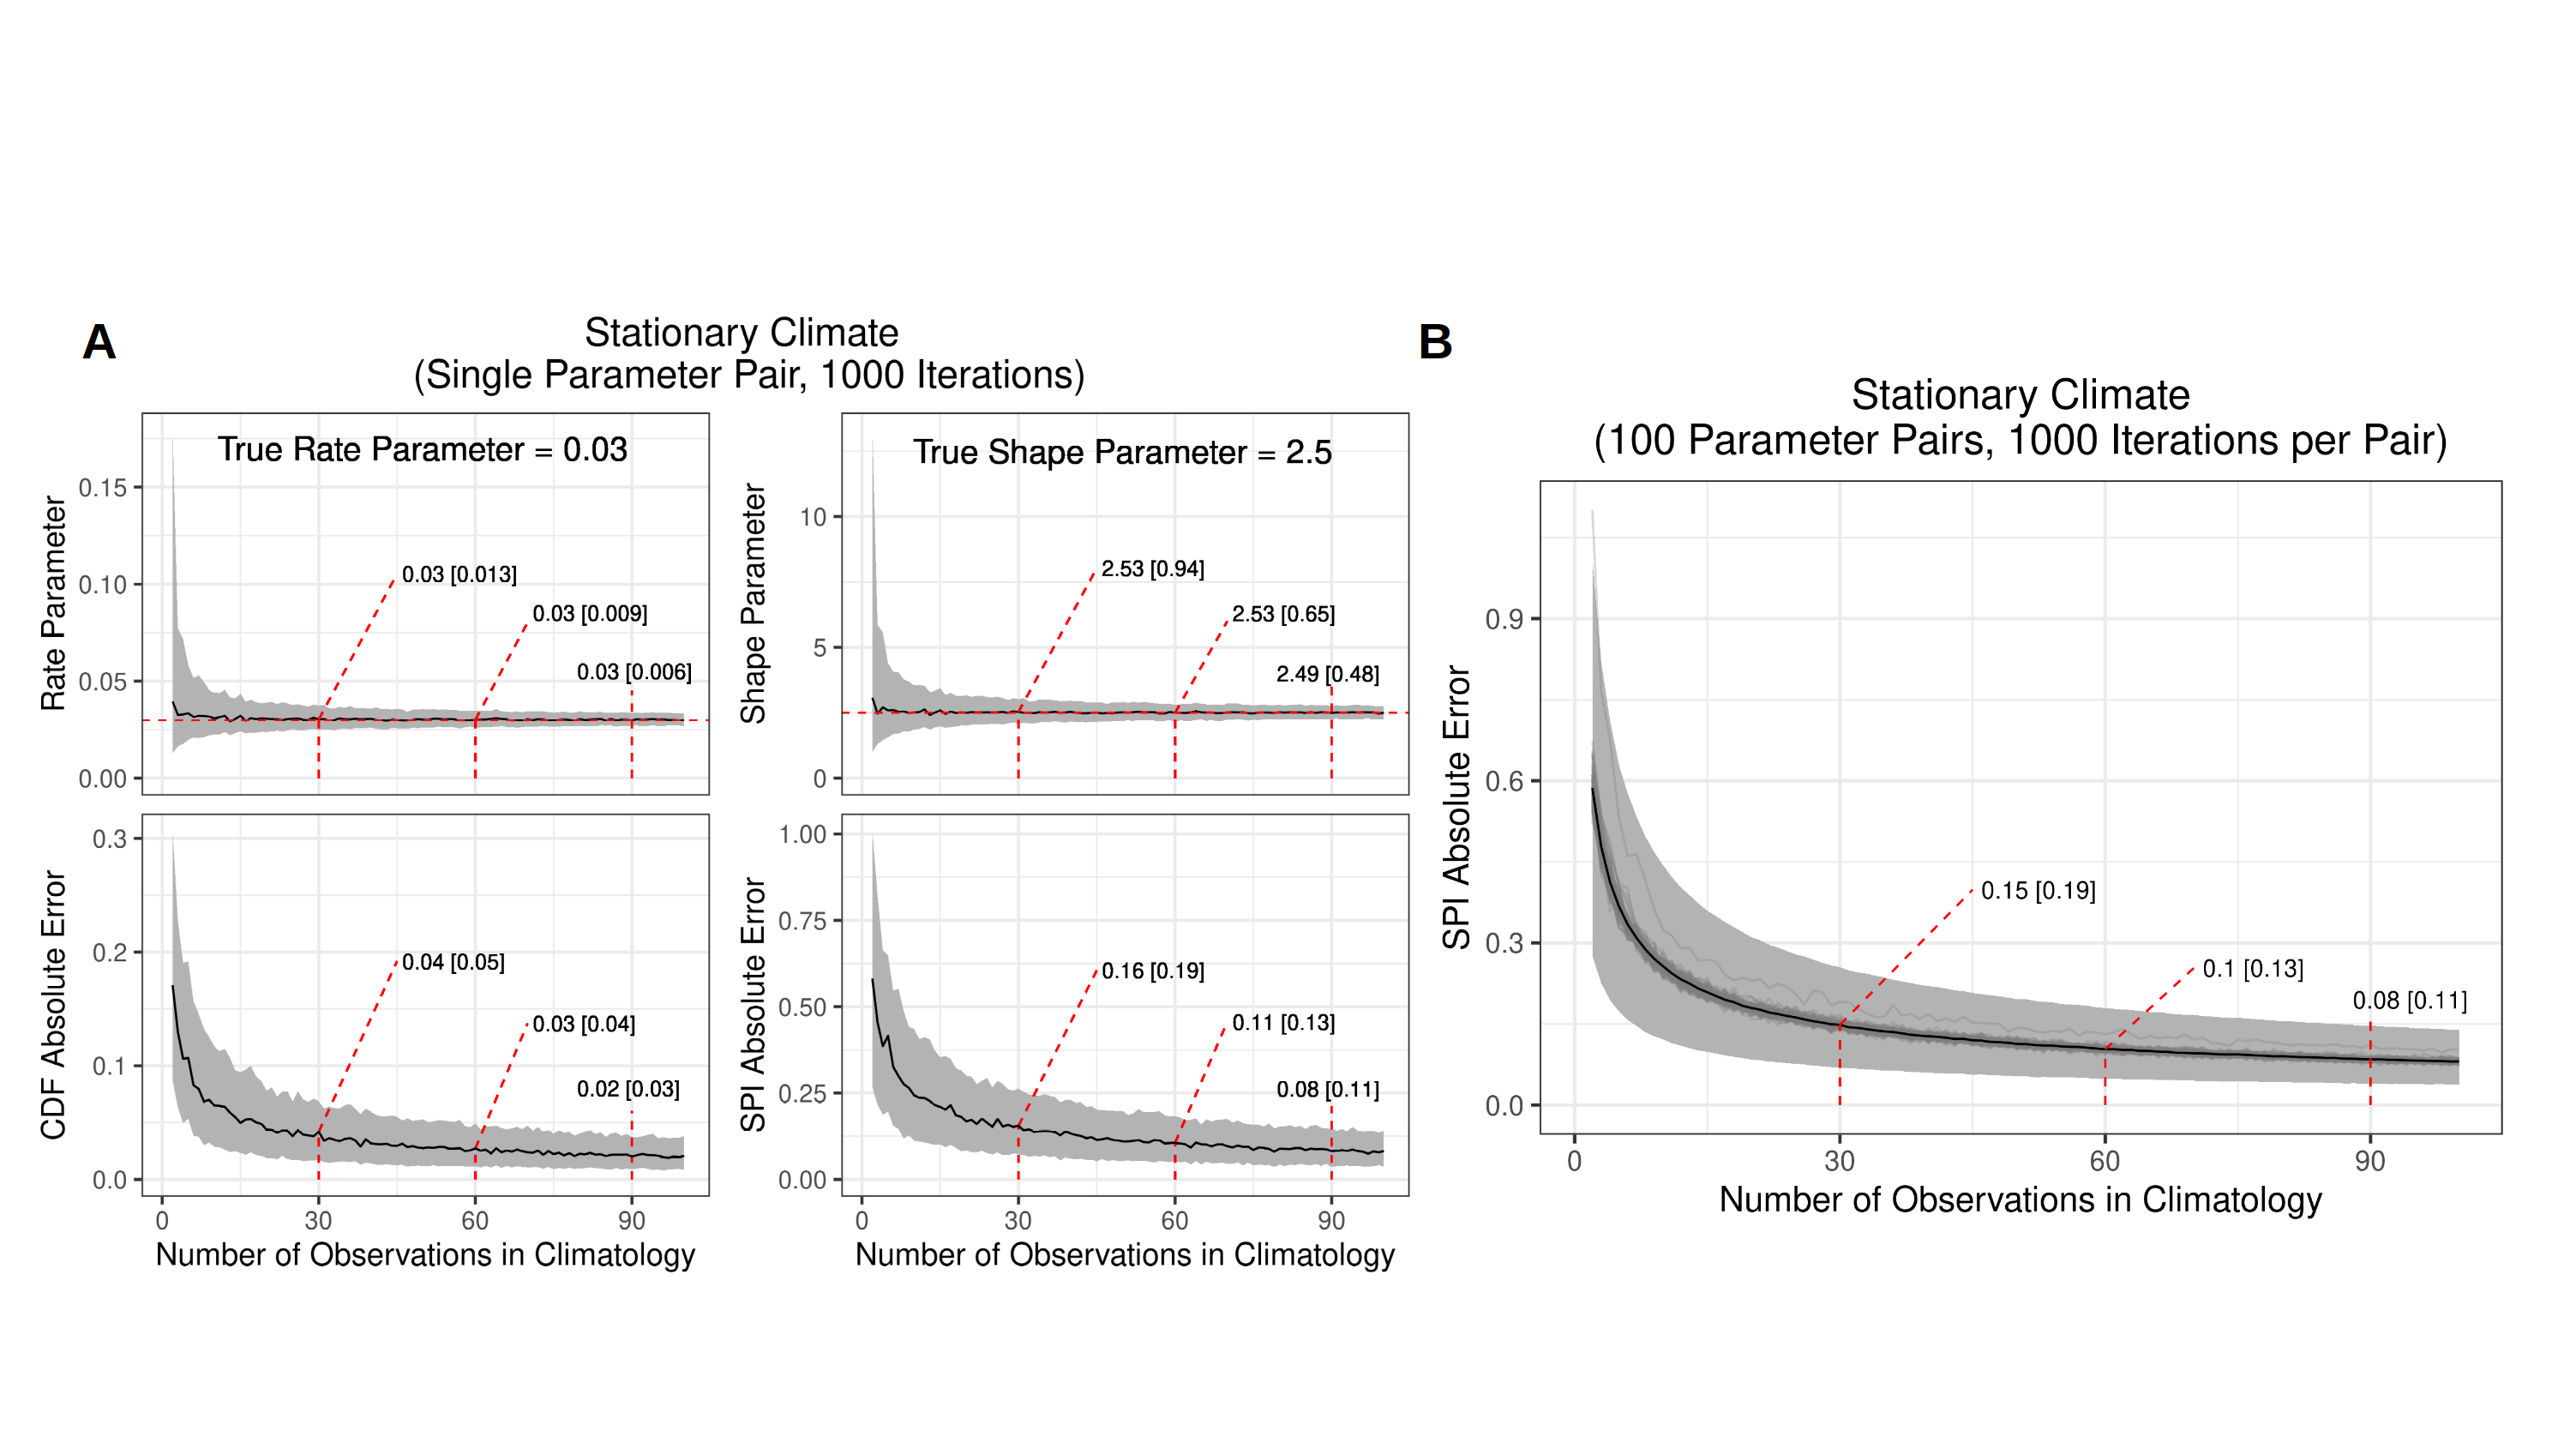 A
Stationary Climate
(Single Parameter Pair, 1000 Iterations)
True Rate Parameter = 0.03
Rate Parameter
0.15
0.10
0.05
0.00
0.03 [0.013]
0.03 [0.009]
0.03 [0.006]
True Shape Parameter = 2.5
Shape Parameter
10
5
0
2.53 [0.94]
2.53 [0.65]
2.49 [0.48]
CDF Absolute Error
0.3
0.2
0.1
0.0
0.04 [0.05]
0.03 [0.04]
0.02 [0.03]
0
30
60
90
Number of Observations in Climatology
SPI Absolute Error
1.00
0.75
0.50
0.25
0.00
0.16 [0.19]
0.11 [0.13]
0.08 [0.11]
0
30
60
90
Number of Observations in Climatology
B
Stationary Climate
(100 Parameter Pairs, 1000 Iterations per Pair)
SPI Absolute Error
0.9
0.6
0.3
0.0
0.15 [0.19]
0.1 [0.13]
0.08 [0.11]
0
30
60
90
Number of Observations in Climatology